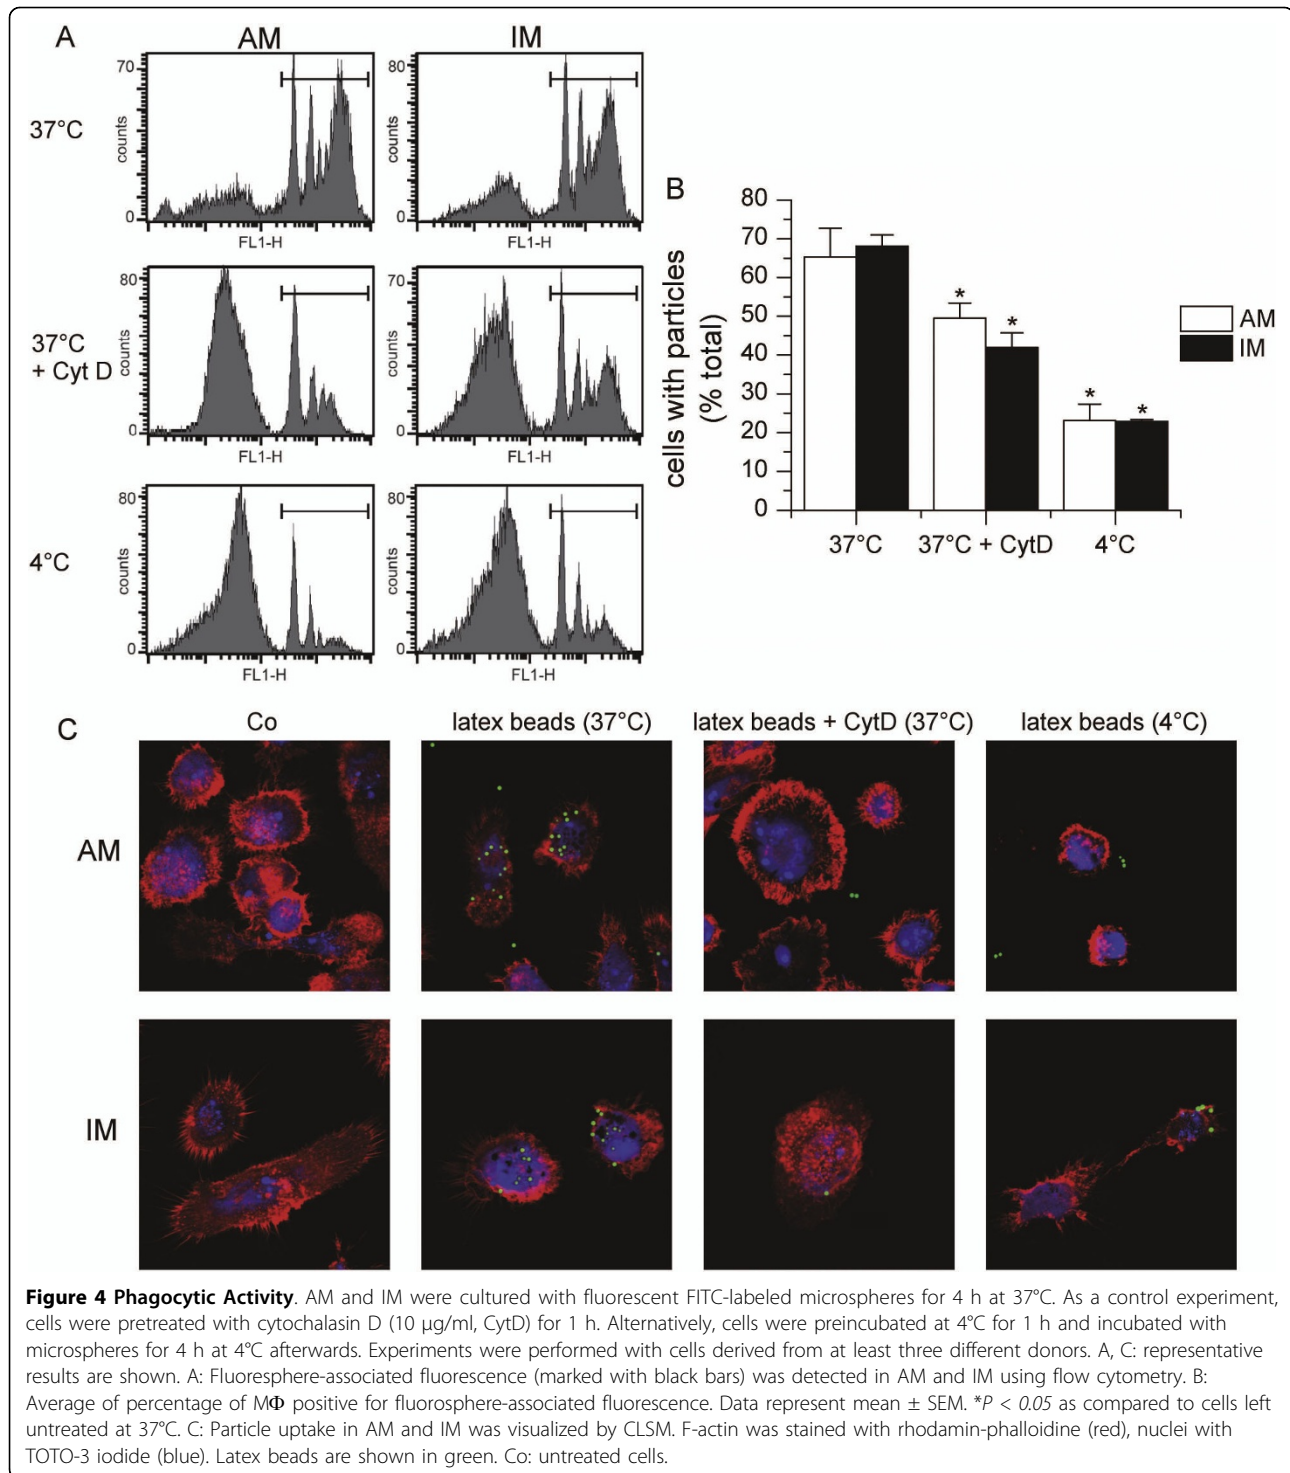 A
AM
IM
37°C
70
counts
0
FL1-H
80
counts
0
FL1-H
37°C
+ Cyt D
80
counts
0
FL1-H
70
counts
0
FL1-H
4°C
80
counts
0
FL1-H
80
counts
0
FL1-H
B
cells with particles
(% total)
80
70
60
50
40
30
20
10
0
*
*
*
*
37°C
37°C + CytD
4°C
AM
IM
C
Co
latex beads (37°C)
latex beads + CytD (37°C)
latex beads (4°C)
AM
IM
Figure 4 Phagocytic Activity. AM and IM were cultured with fluorescent FITC-labeled microspheres for 4 h at 37°C. As a control experiment,
cells were pretreated with cytochalasin D (10 μg/ml, CytD) for 1 h. Alternatively, cells were preincubated at 4°C for 1 h and incubated with
microspheres for 4 h at 4°C afterwards. Experiments were performed with cells derived from at least three different donors. A, C: representative
results are shown. A: Fluoresphere-associated fluorescence (marked with black bars) was detected in AM and IM using flow cytometry. B:
Average of percentage of MΦ positive for fluorosphere-associated fluorescence. Data represent mean ± SEM. *P < 0.05 as compared to cells left
untreated at 37°C. C: Particle uptake in AM and IM was visualized by CLSM. F-actin was stained with rhodamin-phalloidine (red), nuclei with
TOTO-3 iodide (blue). Latex beads are shown in green. Co: untreated cells.